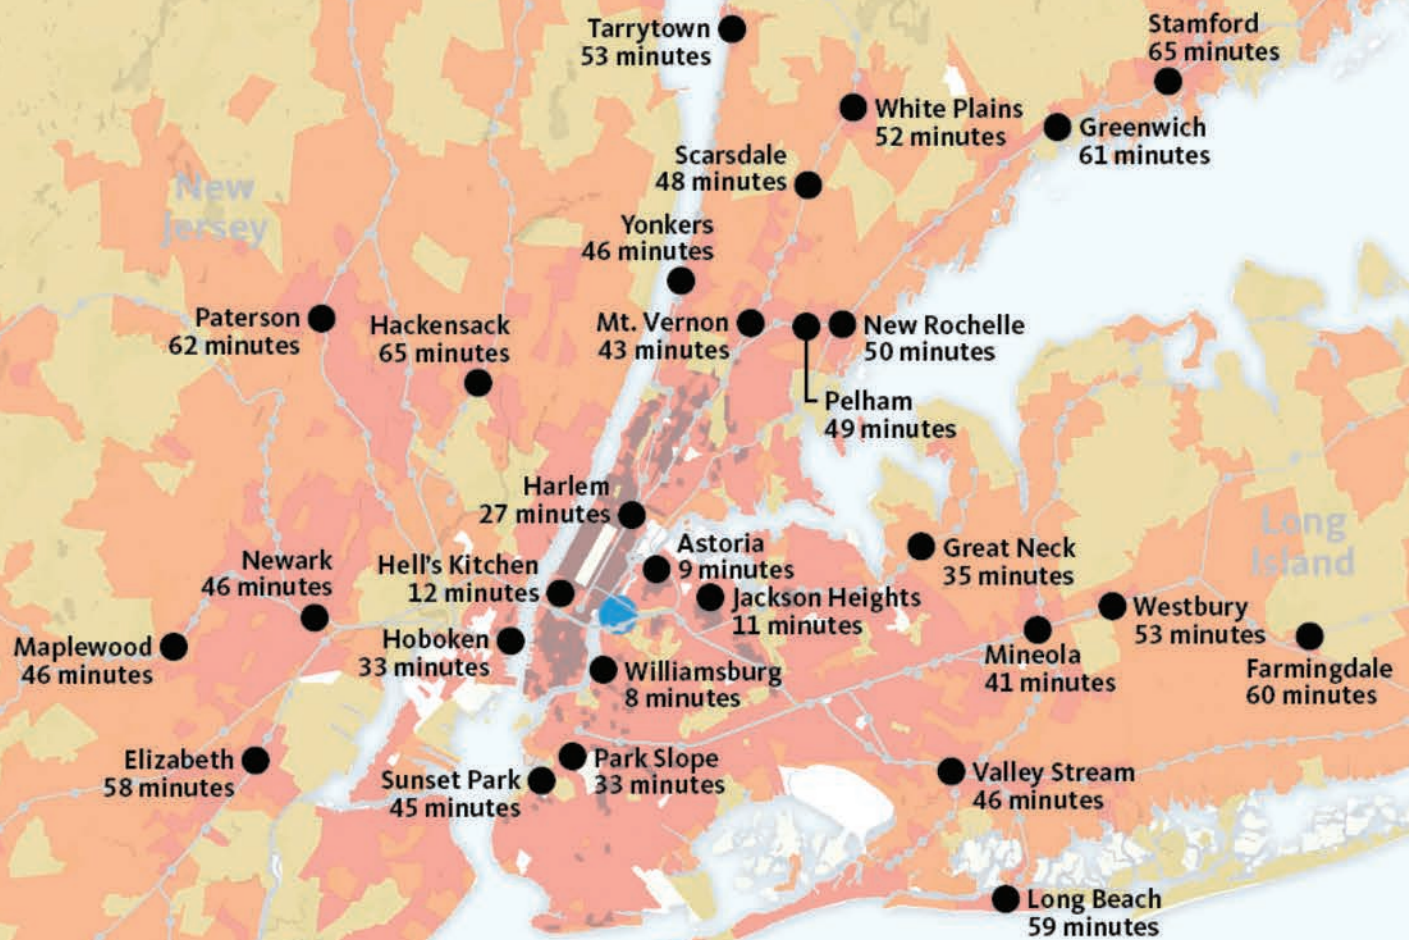 Tarrytown
53 minutes
Stamford
65 minutes
White Plains
52 minutes
Greenwich
61 minutes
Scarsdale
48 minutes
New
Jersey
Yonkers
46 minutes
Paterson
62 minutes
Hackensack
65 minutes
Mt. Vernon
43 minutes
New Rochelle
50 minutes
Pelham
49 minutes
Harlem
27 minutes
Long
Island
Astoria
9 minutes
Great Neck
35 minutes
Newark
46 minutes
Hell's Kitchen
12 minutes
Jackson Heights
11 minutes
Westbury
53 minutes
Maplewood
46 minutes
Hoboken
33 minutes
Mineola
41 minutes
Farmingdale
60 minutes
Williamsburg
8 minutes
Elizabeth
58 minutes
Park Slope
33 minutes
Sunset Park
45 minutes
Valley Stream
46 minutes
Long Beach
59 minutes